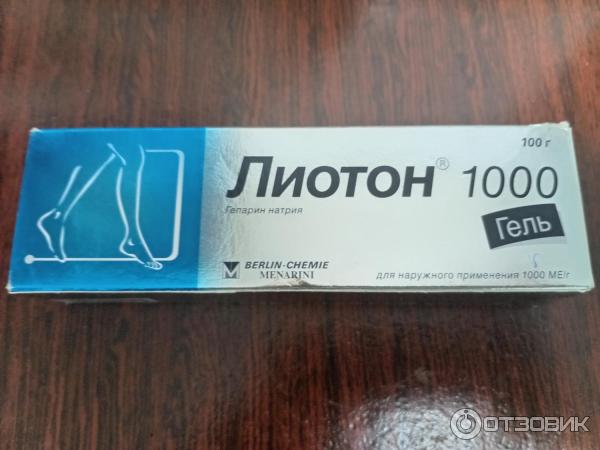 100 г
Лиотон® 1000
Гепарин натрия
Гель
BERLIN-CHEMIE
MENARINI
для наружного применения 1000 МЕ/г
ОТЗОВИК